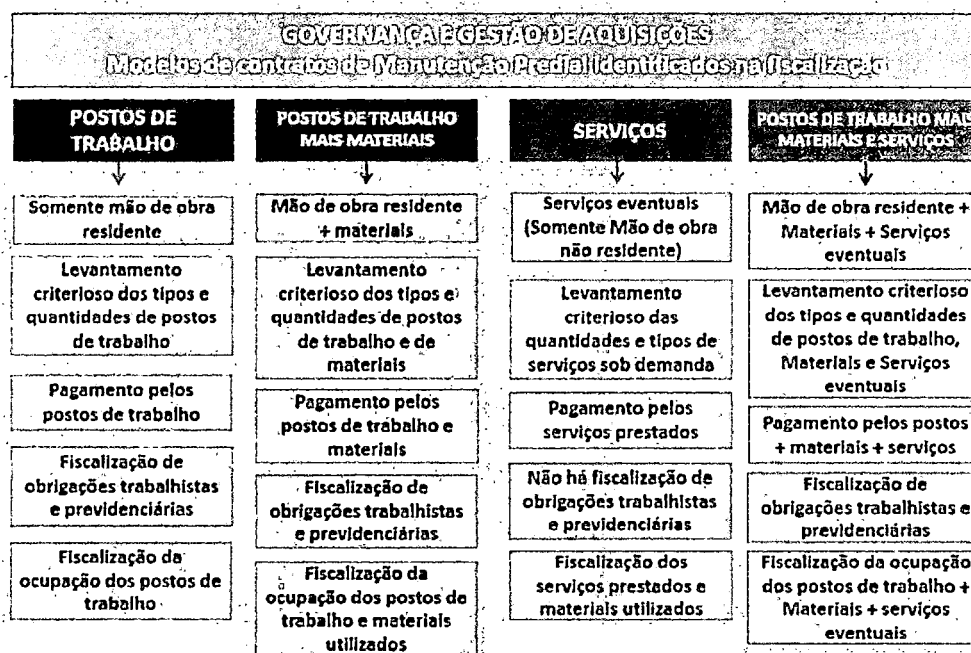 GOVERNANÇA E GESTÃO DE AQUISIÇÕES
Modelos de contratos de Manutenção Predial identificados na fiscalização
POSTOS DE
TRABALHO
Somente mão de obra
residente
Levantamento
criterioso dos tipos e
quantidades de postos
de trabalho
Pagamento pelos
postos de trabalho
Fiscalização de
obrigações trabalhistas
e previdenciárias
Fiscalização da
ocupação dos postos de
trabalho
POSTOS DE TRABALHO
MAIS MATERIAIS
Mão de obra residente
+ materiais
Levantamento
criterioso dos tipos e
quantidades de postos
de trabalho e de
materiais
Pagamento pelos
postos de trabalho e
materiais
Fiscalização de
obrigações trabalhistas
e previdenciárias
Fiscalização da
ocupação dos postos de
trabalho e materiais
utilizados
SERVIÇOS
Serviços eventuais
(Somente Mão de obra
não residente)
Levantamento
criterioso das
quantidades e tipos de
serviços sob demanda
Pagamento pelos
serviços prestados
Não há fiscalização de
obrigações trabalhistas
e previdenciárias
Fiscalização dos
serviços prestados e
materiais utilizados
POSTOS DE TRABALHO MAIS
MATERIAIS E SERVIÇOS
Mão de obra residente +
Materiais + Serviços
eventuais
Levantamento criterioso
dos tipos e quantidades
de postos de trabalho,
Materiais e Serviços
eventuais
Pagamento pelos postos
+ materiais + serviços
Fiscalização de
obrigações trabalhistas e
previdenciárias
Fiscalização da ocupação
dos postos de trabalho +
Materiais + serviços
eventuais